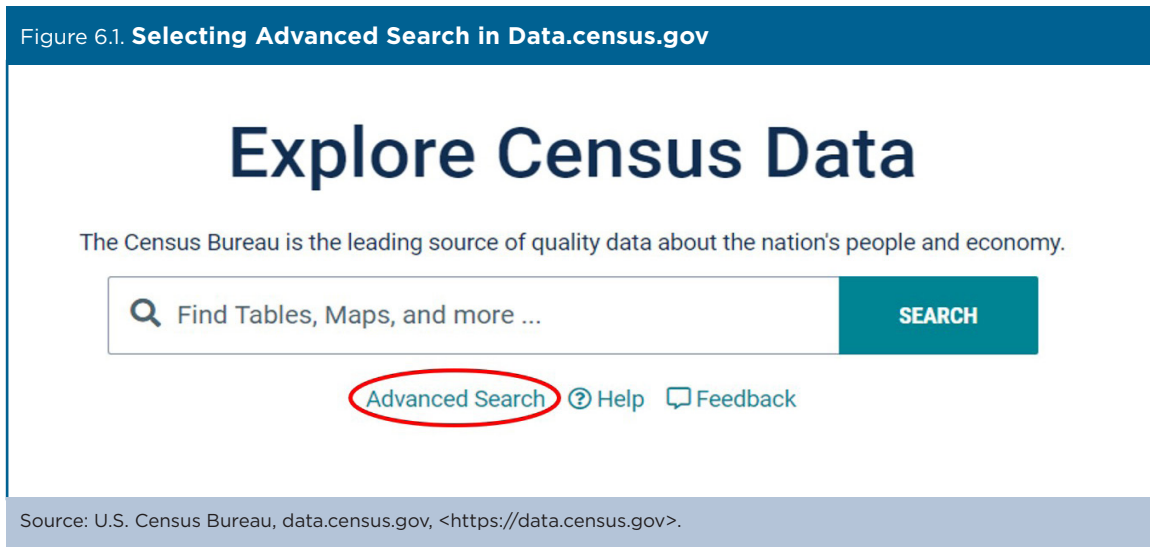 Figure 6.1. Selecting Advanced Search in Data.census.gov
Explore Census Data
The Census Bureau is the leading source of quality data about the nation's people and economy.
Find Tables, Maps, and more ...
SEARCH
Advanced Search Help Feedback
Source: U.S. Census Bureau, data.census.gov, <https://data.census.gov>.